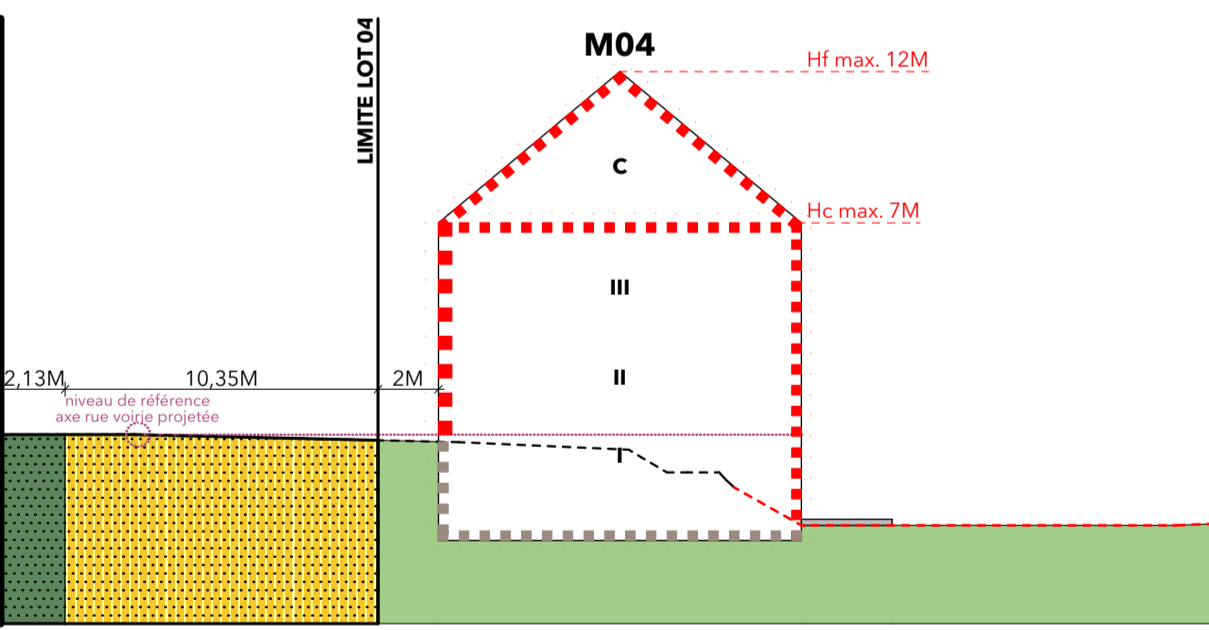 LIMITE LOT 04
M04
Hf max. 12M
C
Hc max. 7M
III
II
2,13M
10,35M
2M
niveau de référence
axe rue voirie projetée
I